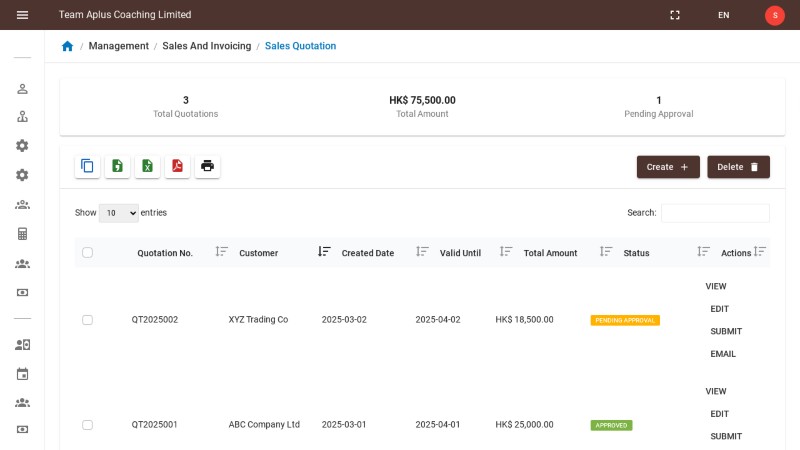 Team Aplus Coaching Limited
EN
S
Management / Sales And Invoicing / Sales Quotation
3
Total Quotations
HK$ 75,500.00
Total Amount
1
Pending Approval
Create +
Delete
Show 10 entries
Search:
Quotation No. Customer Created Date Valid Until Total Amount Status Actions
QT2025002 XYZ Trading Co 2025-03-02 2025-04-02 HK$ 18,500.00 PENDING APPROVAL
VIEW
EDIT
SUBMIT
EMAIL
QT2025001 ABC Company Ltd 2025-03-01 2025-04-01 HK$ 25,000.00 APPROVED
VIEW
EDIT
SUBMIT